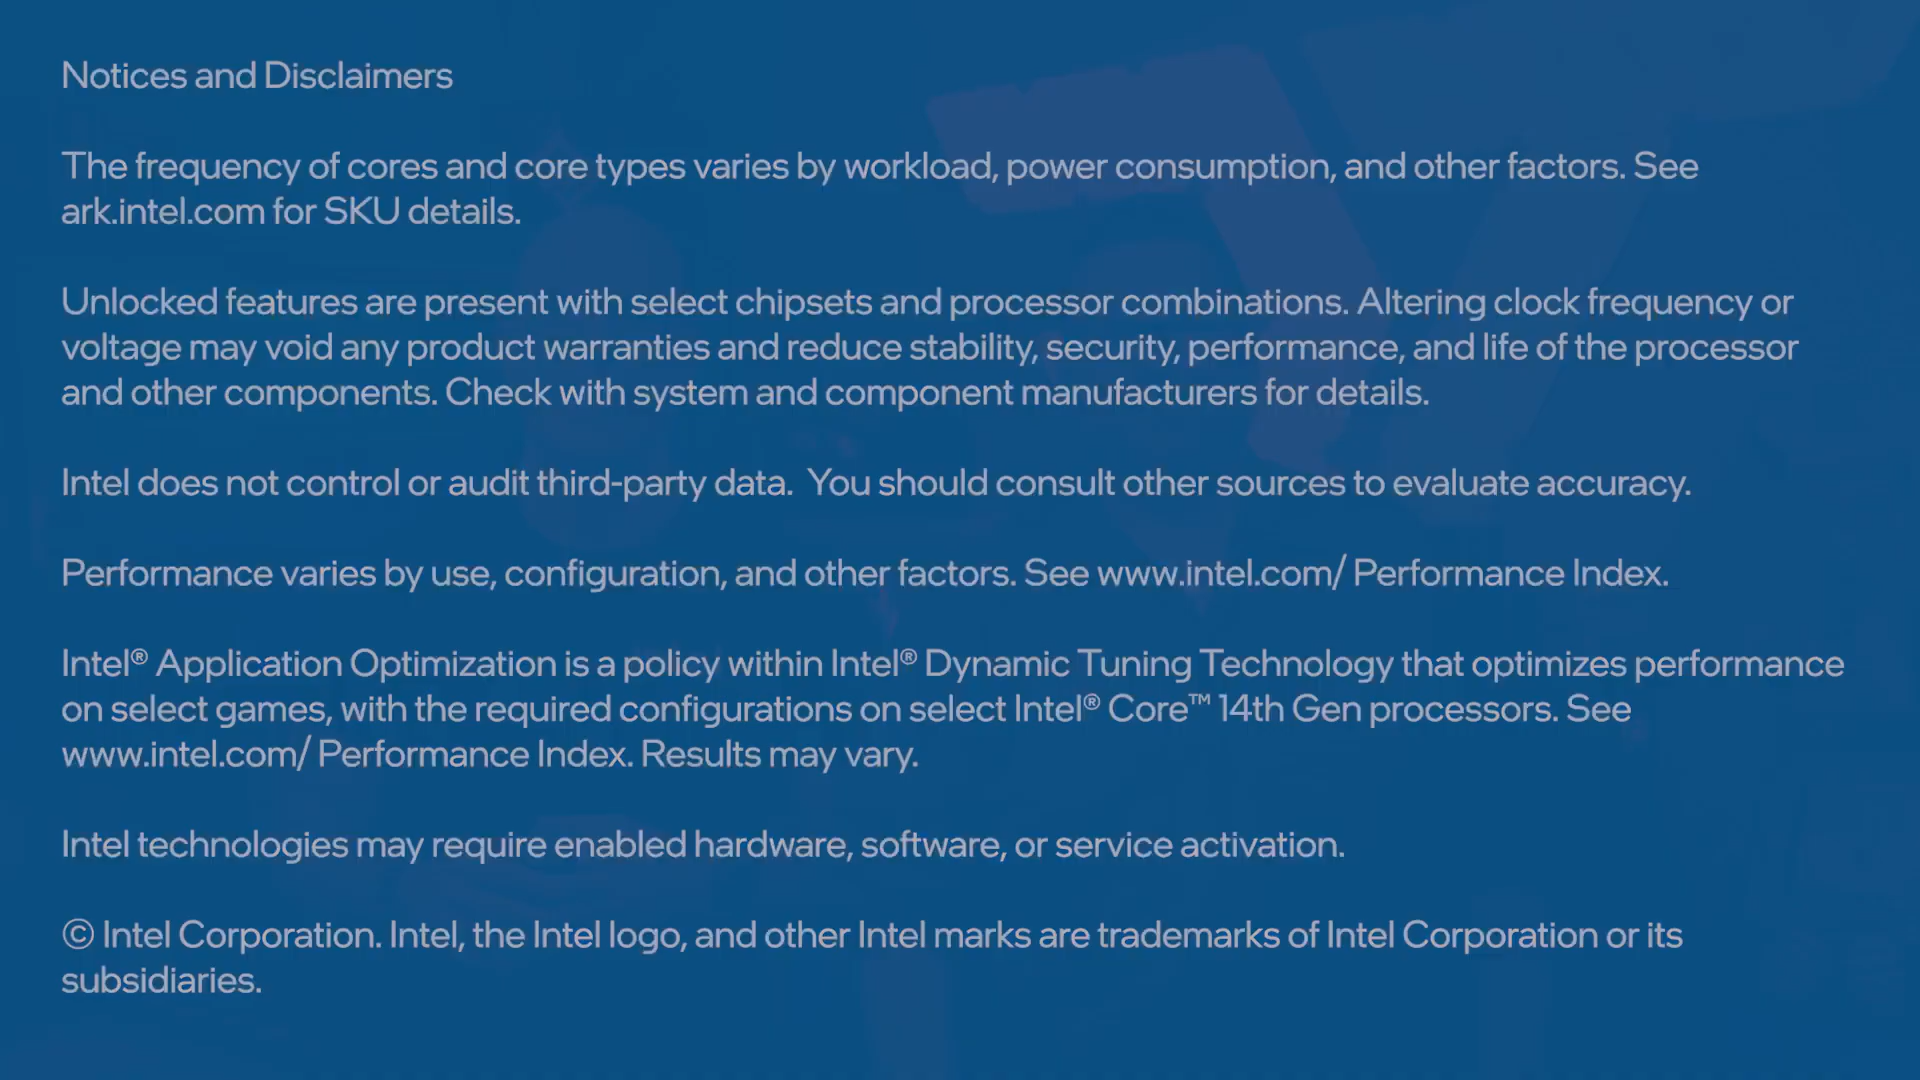 Notices and Disclaimers
The frequency of cores and core types varies by workload, power consumption, and other factors. See
ark.intel.com for SKU details.
Unlocked features are present with select chipsets and processor combinations. Altering clock frequency or
voltage may void any product warranties and reduce stability, security, performance, and life of the processor
and other components. Check with system and component manufacturers for details.
Intel does not control or audit third-party data.  You should consult other sources to evaluate accuracy.
Performance varies by use, configuration, and other factors. See www.intel.com/ Performance Index.
Intel® Application Optimization is a policy within Intel® Dynamic Tuning Technology that optimizes performance
on select games, with the required configurations on select Intel® Core™ 14th Gen processors. See
www.intel.com/ Performance Index. Results may vary.
Intel technologies may require enabled hardware, software, or service activation.
© Intel Corporation. Intel, the Intel logo, and other Intel marks are trademarks of Intel Corporation or its
subsidiaries.